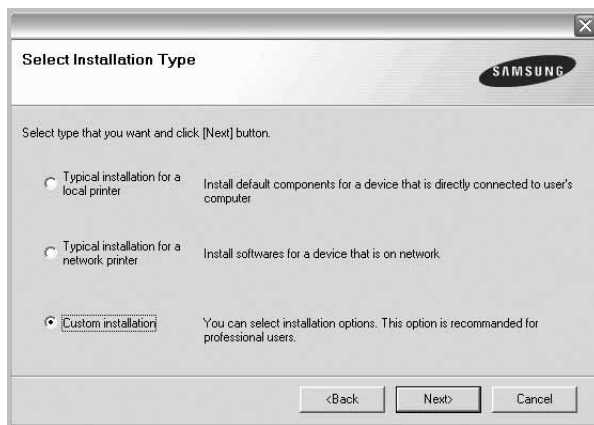 Select Installation Type
SAMSUNG
Select type that you want and click [Next] button.
Typical installation for a
local printer
Install default components for a device that is directly connected to user's
computer
Typical installation for a
network printer
Install softwares for a device that is on network
Custom installation
You can select installation options. This option is recommanded for
professional users.
<Back
Next>
Cancel